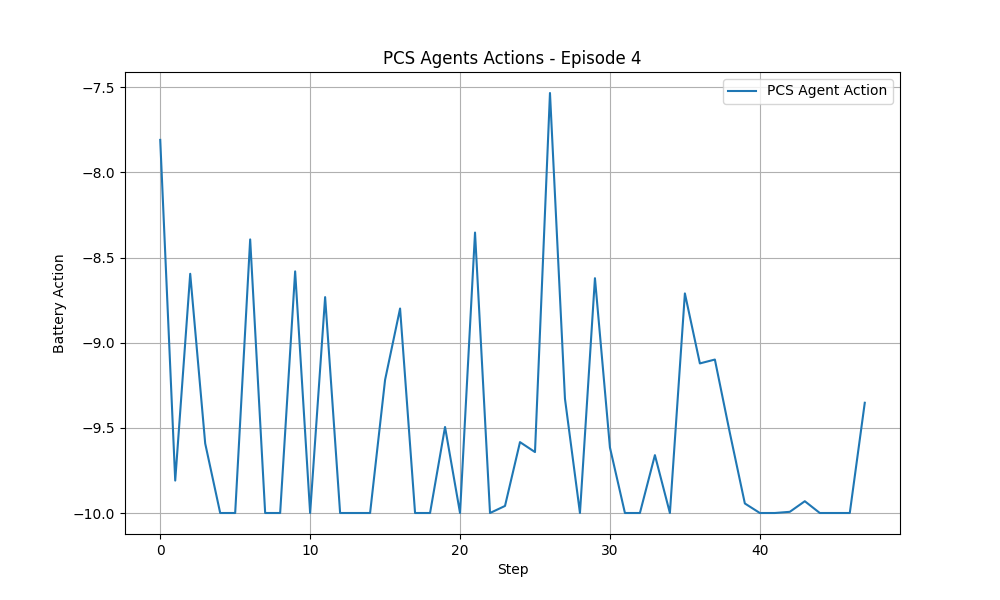 PCS Agents Actions - Episode 4
PCS Agent Action
Battery Action
−7.5
−8.0
−8.5
−9.0
−9.5
−10.0
0 10 20 30 40
Step